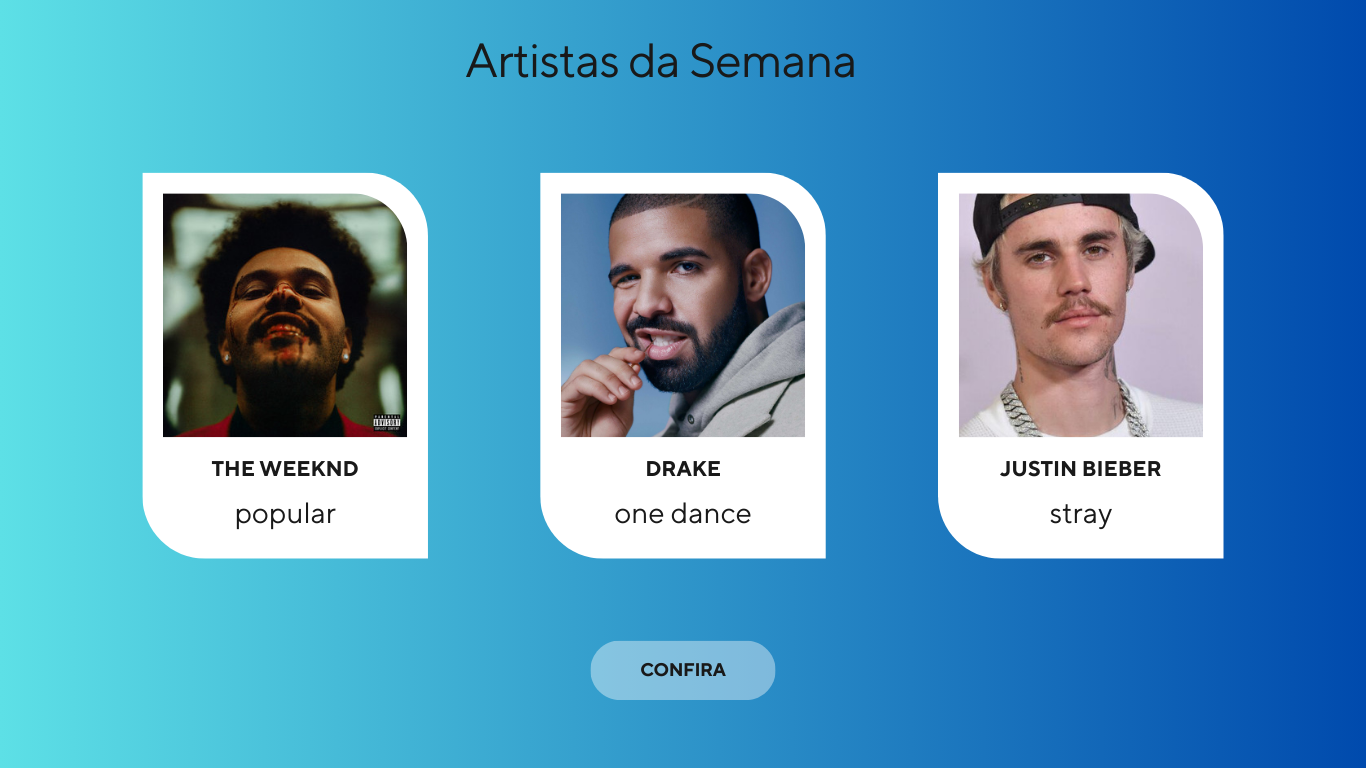 Artistas da Semana
THE WEEKND
popular
DRAKE
one dance
JUSTIN BIEBER
stray
PARENTAL
ADVISORY
EXPLICIT CONTENT
CONFIRA